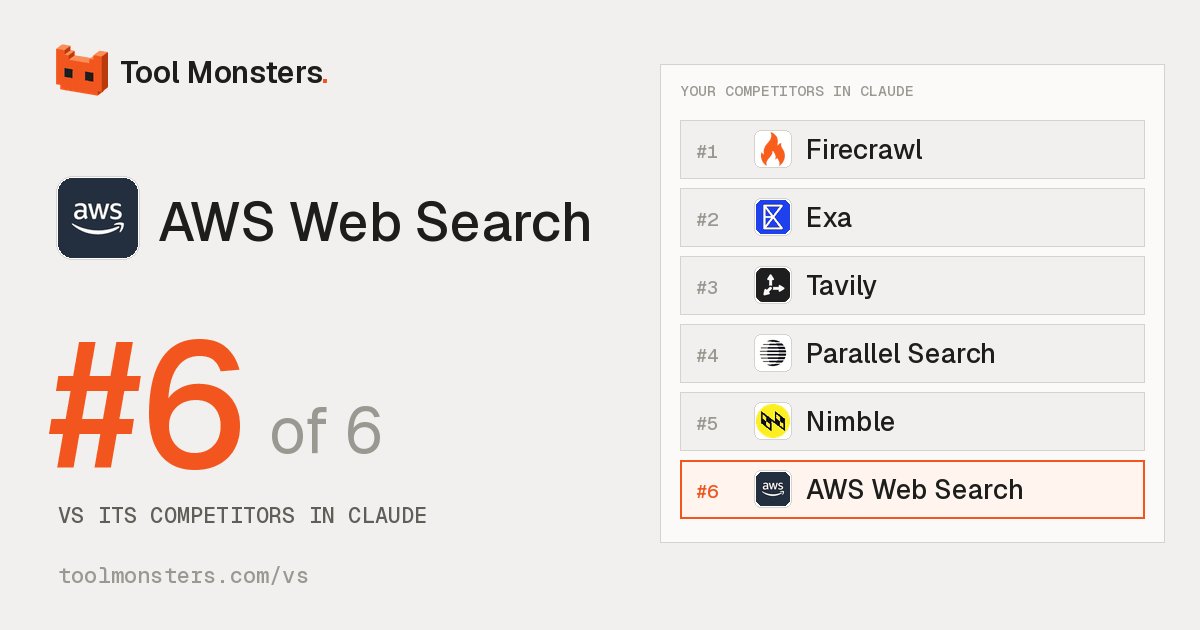 Tool Monsters.
aws
AWS Web Search
#6 of 6
VS ITS COMPETITORS IN CLAUDE
toolmonsters.com/vs
YOUR COMPETITORS IN CLAUDE
#1 Firecrawl
#2 Exa
#3 Tavily
#4 Parallel Search
#5 Nimble
#6 aws AWS Web Search